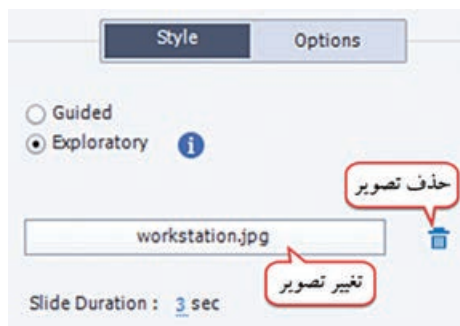 Style Options
Guided
Exploratory i
حذف تصویر
workstation.jpg
تغییر تصویر
Slide Duration : 3 sec